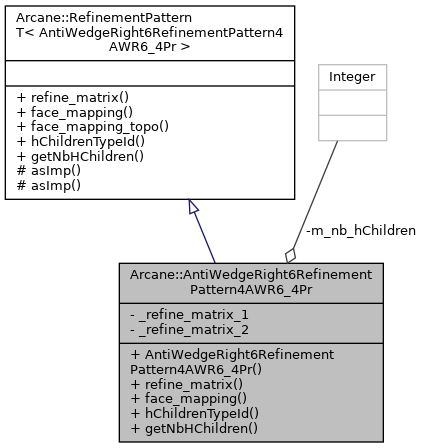 Arcane::RefinementPattern
T< AntiWedgeRight6RefinementPattern4
AWR6_4Pr >
+ refine_matrix()
+ face_mapping()
+ face_mapping_topo()
+ hChildrenTypeId()
+ getNbHChildren()
# asImp()
# asImp()
Integer
-m_nb_hChildren
Arcane::AntiWedgeRight6Refinement
Pattern4AWR6_4Pr
- _refine_matrix_1
- _refine_matrix_2
+ AntiWedgeRight6Refinement
Pattern4AWR6_4Pr()
+ refine_matrix()
+ face_mapping()
+ hChildrenTypeId()
+ getNbHChildren()